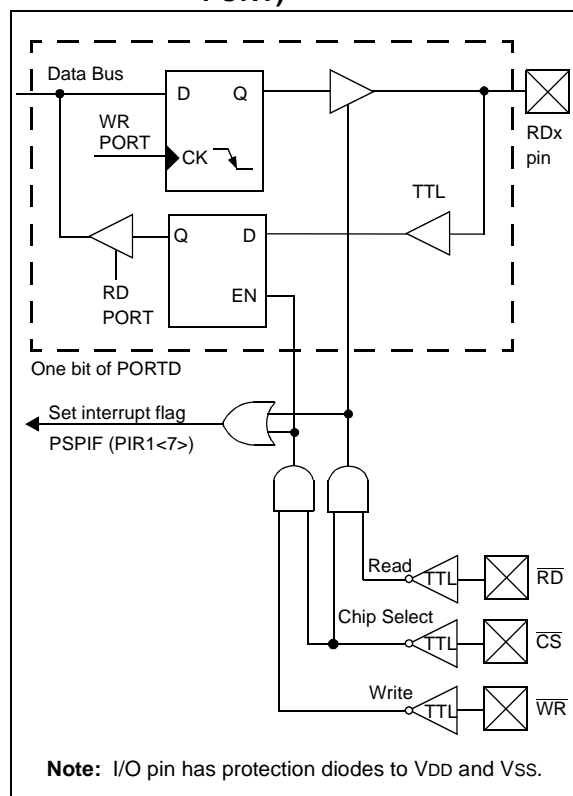 Data Bus
D Q
WR
PORT
CK
RDx
pin
TTL
Q D
EN
RD
PORT
One bit of PORTD
Set interrupt flag
PSPIF (PIR1<7>)
Read
TTL
RD
Chip Select
TTL
CS
Write
TTL
WR
Note: I/O pin has protection diodes to VDD and VSS.